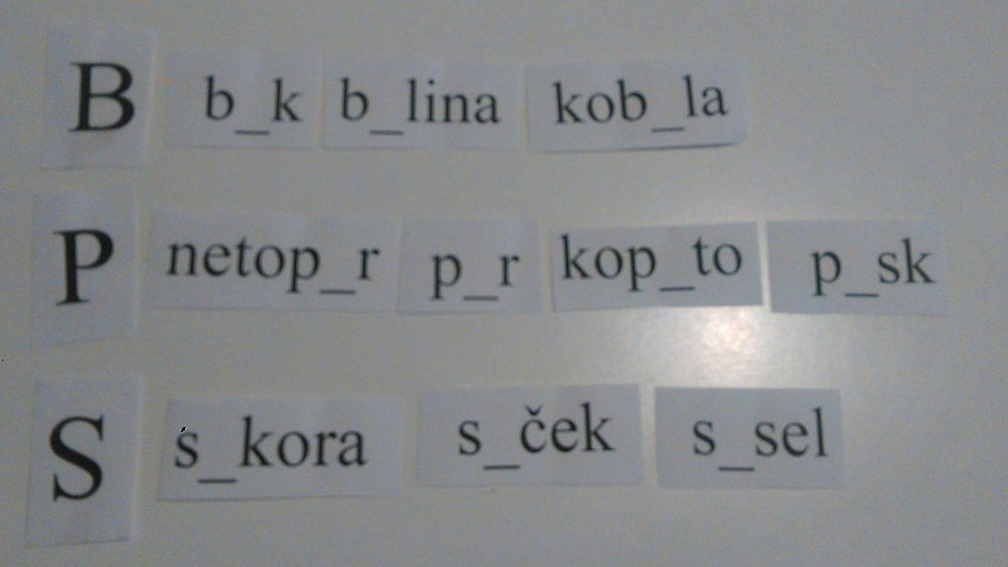 B b_k b_lina kob_la
P netop_r p_r kop_to p_sk
S s_kora s_ček s_sel